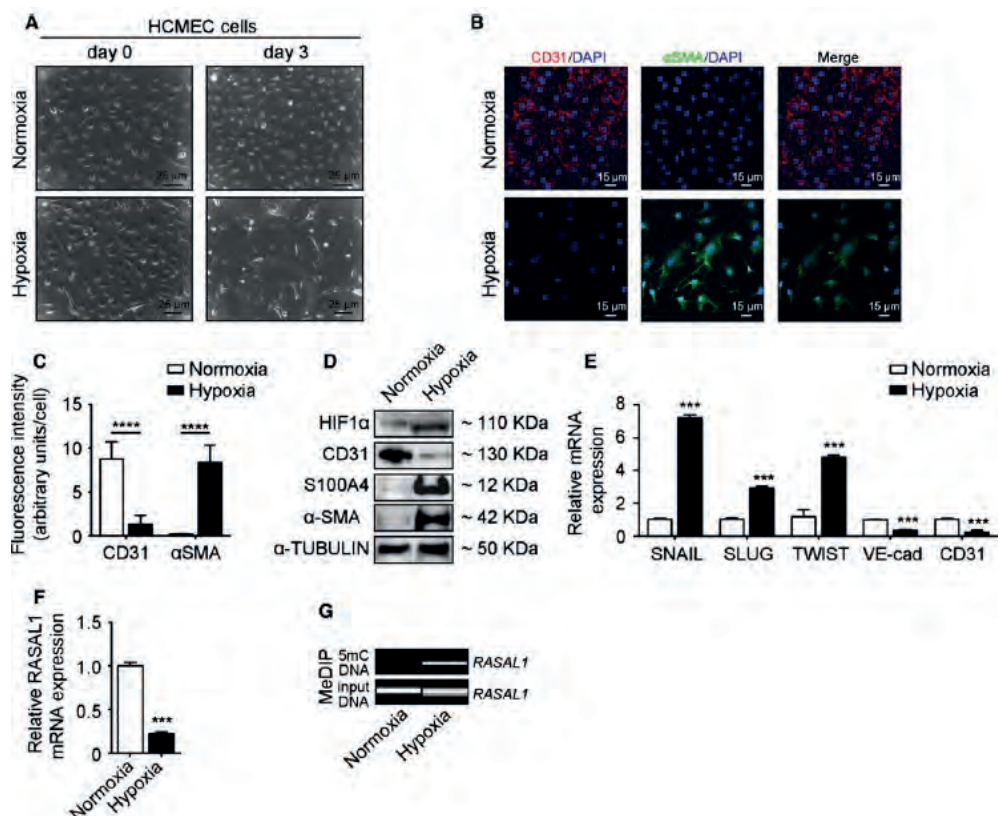 A
HCMEC cells
day 0
day 3
Normoxia
25 µm
25 µm
Hypoxia
25 µm
25 µm
B
CD31/DAPI
αSMA/DAPI
Merge
Normoxia
15 µm
15 µm
15 µm
Hypoxia
15 µm
15 µm
15 µm
C
Normoxia
Hypoxia
Fluorescence intensity
(arbitrary units/cell)
15
10
5
0
****
****
CD31
αSMA
D
Normoxia
Hypoxia
HIF1α
~ 110 KDa
CD31
~ 130 KDa
S100A4
~ 12 KDa
α-SMA
~ 42 KDa
α-TUBULIN
~ 50 KDa
E
Normoxia
Hypoxia
Relative mRNA
expression
8
6
4
2
0
***
***
***
***
***
SNAIL
SLUG
TWIST
VE-cad
CD31
F
Relative RASAL1
mRNA expression
1.5
1.0
0.5
0
***
Normoxia
Hypoxia
G
MeDIP
5mC
DNA
RASAL1
input
DNA
RASAL1
Normoxia
Hypoxia